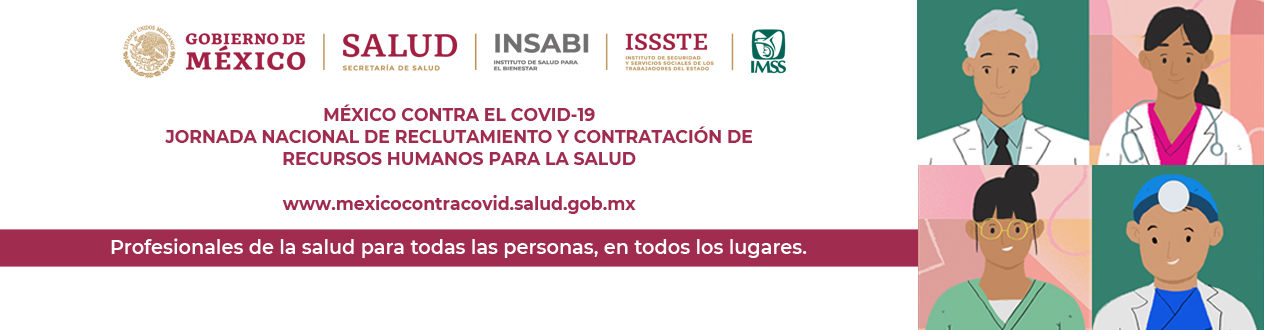 ESTADOS UNIDOS MEXICANOS
GOBIERNO DE
MÉXICO
SALUD
SECRETARÍA DE SALUD
INSABI
INSTITUTO DE SALUD PARA
EL BIENESTAR
ISSSTE
INSTITUTO DE SEGURIDAD
Y SERVICIOS SOCIALES DE LOS
TRABAJADORES DEL ESTADO
IMSS
MÉXICO CONTRA EL COVID-19
JORNADA NACIONAL DE RECLUTAMIENTO Y CONTRATACIÓN DE
RECURSOS HUMANOS PARA LA SALUD
www.mexicocontracovid.salud.gob.mx
Profesionales de la salud para todas las personas, en todos los lugares.